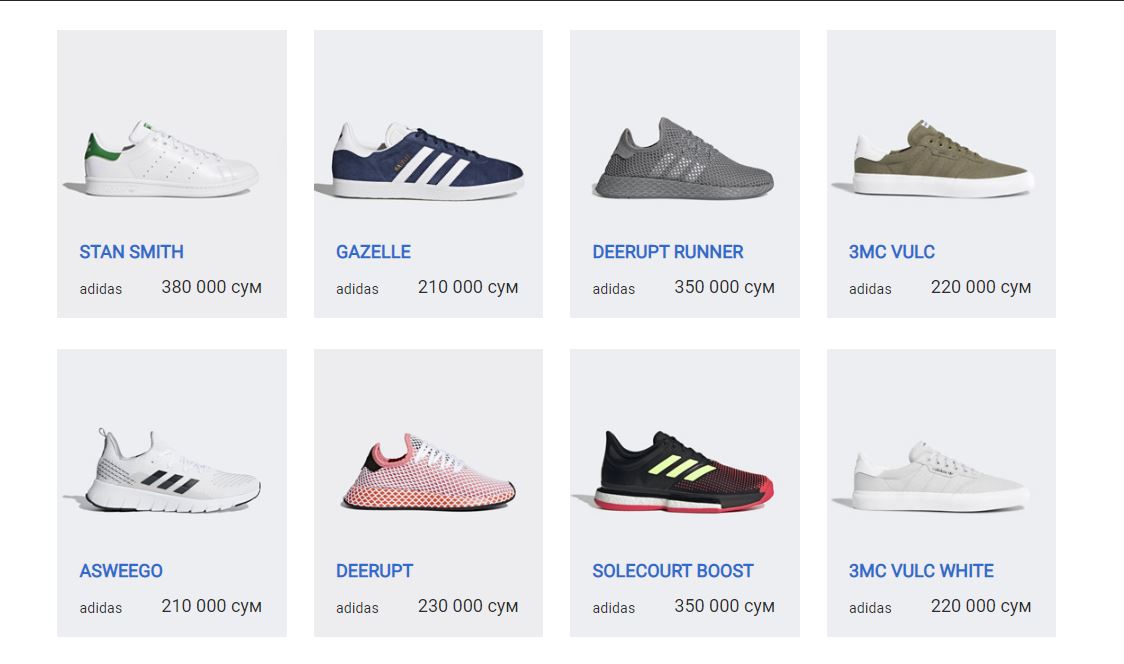 STAN SMITH
adidas 380 000 сум
GAZELLE
adidas 210 000 сум
DEERUPT RUNNER
adidas 350 000 сум
3MC VULC
adidas 220 000 сум
ASWEEGO
adidas 210 000 сум
DEERUPT
adidas 230 000 сум
SOLECOURT BOOST
adidas 350 000 сум
3MC VULC WHITE
adidas 220 000 сум